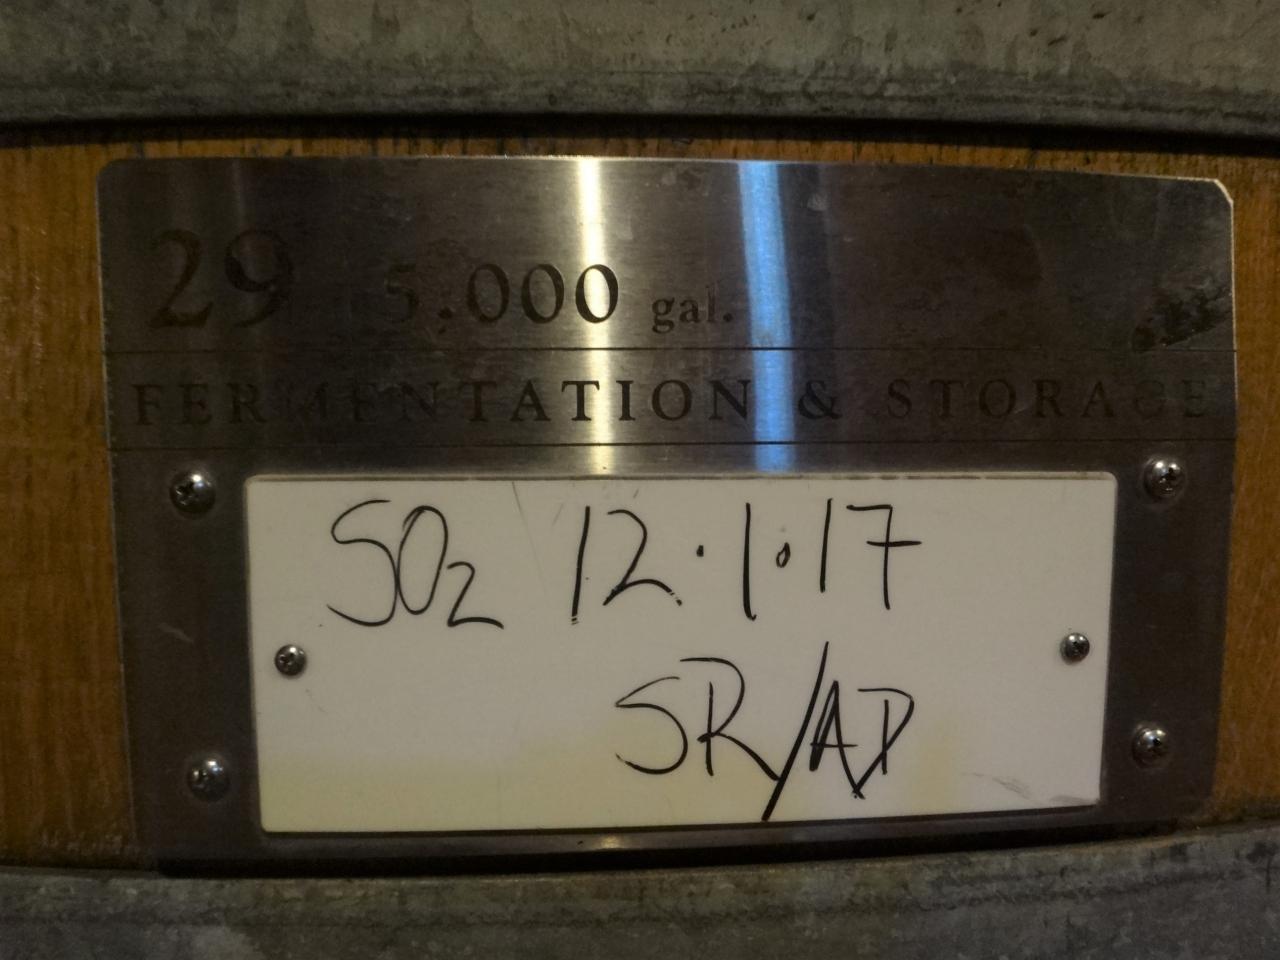 29 5,000 gal.
FERMENTATION & STORAGE
SO₂ 12·1·17
SR/AD